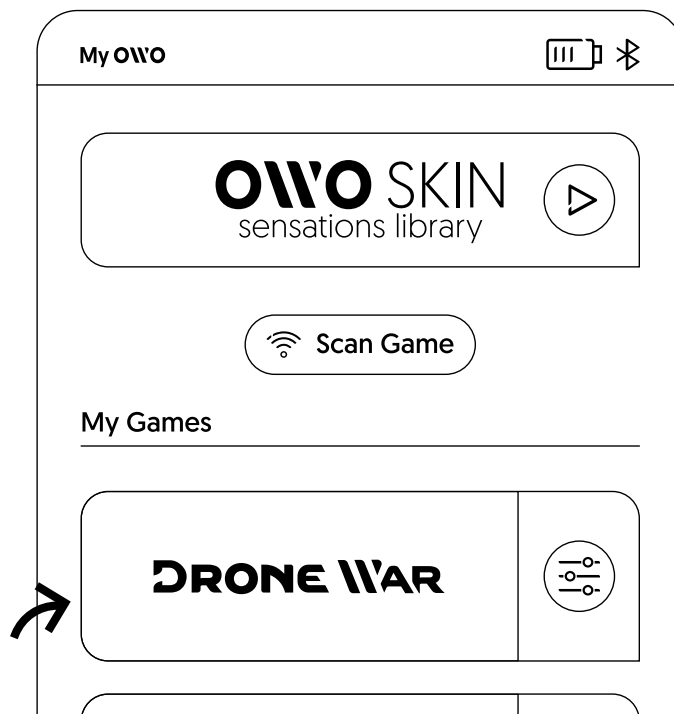 My OWO
OWO SKIN
sensations library
Scan Game
My Games
DRONE WAR